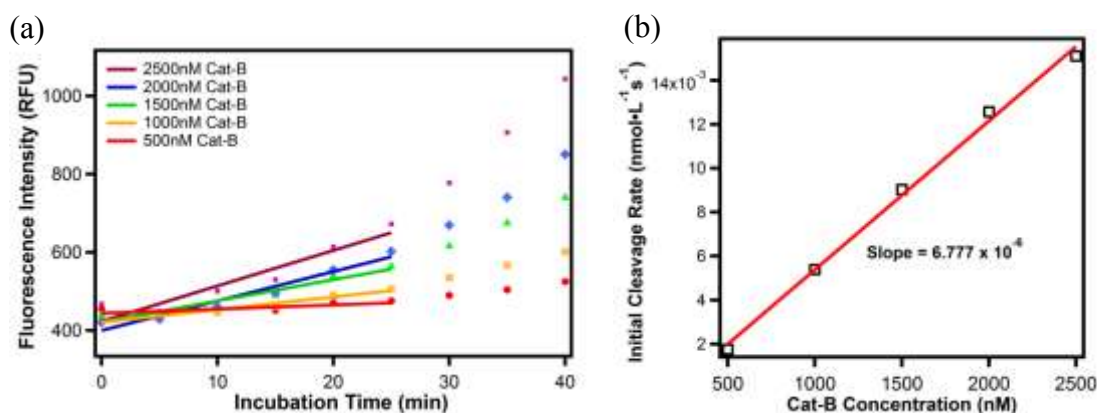 (a)
Fluorescence Intensity (RFU)
1000
800
600
400
2500nM Cat-B
2000nM Cat-B
1500nM Cat-B
1000nM Cat-B
500nM Cat-B
0 10 20 30 40
Incubation Time (min)
(b)
Initial Cleavage Rate (nmol•L⁻¹ s⁻¹)
14x10⁻³
12
10
8
6
4
2
Slope = 6.777 x 10⁻⁶
500 1000 1500 2000 2500
Cat-B Concentration (nM)